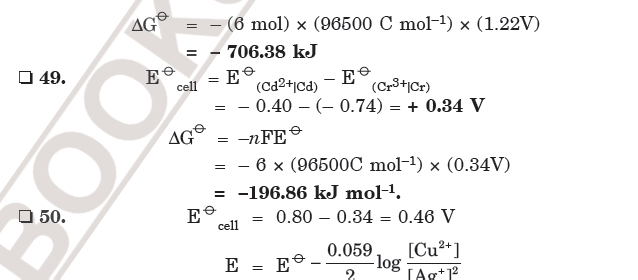 ΔG⊖ = – (6 mol) × (96500 C mol–1) × (1.22V)
= – 706.38 kJ
❑ 49. E⊖cell = E⊖(Cd2+|Cd) – E⊖(Cr3+|Cr)
= – 0.40 – (– 0.74) = + 0.34 V
ΔG⊖ = –nFE⊖
= – 6 × (96500C mol–1) × (0.34V)
= –196.86 kJ mol–1.
❑ 50. E⊖cell = 0.80 – 0.34 = 0.46 V
E = E⊖ – 0.059/2 log [Cu2+]/[Ag+]2
BOOK